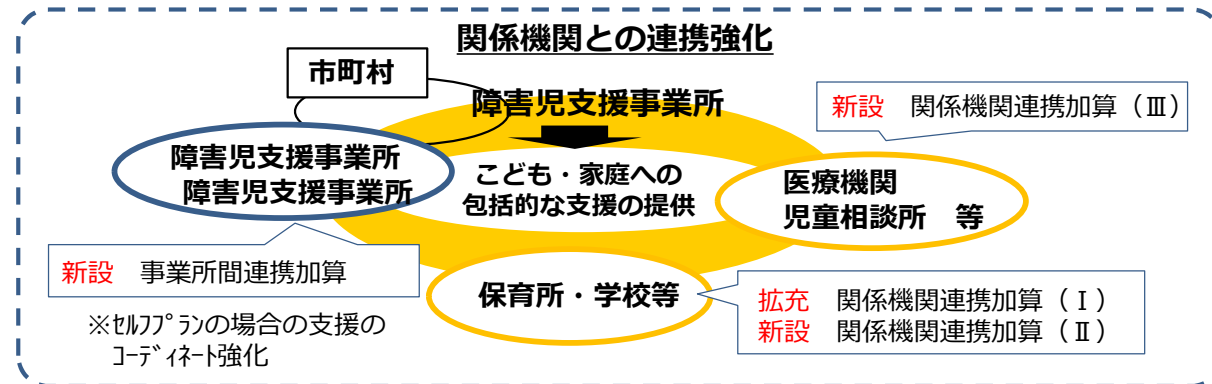 関係機関との連携強化
市町村
障害児支援事業所
新設　関係機関連携加算（Ⅲ）
障害児支援事業所
障害児支援事業所
こども・家庭への
包括的な支援の提供
医療機関
児童相談所　等
新設　事業所間連携加算
保育所・学校等
拡充　関係機関連携加算（Ⅰ）
新設　関係機関連携加算（Ⅱ）
※ｾﾙﾌﾌﾟﾗﾝの場合の支援の
ｺｰﾃﾞｨﾈｰﾄ強化